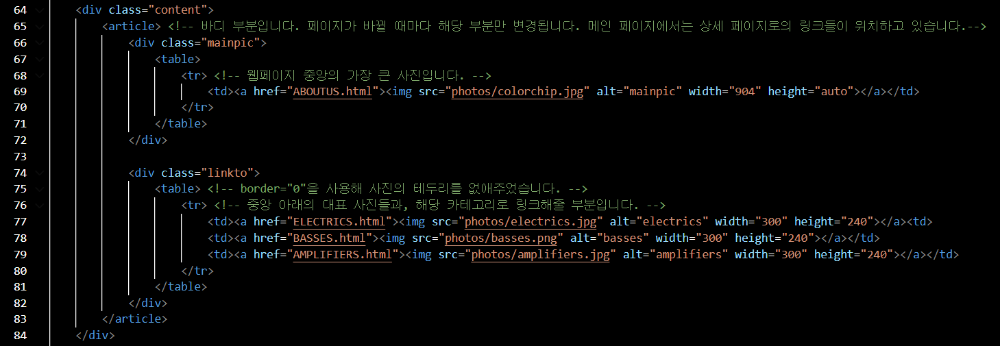 64 <div class="content">
65 <article> <!-- 바디 부분입니다. 페이지가 바뀔 때마다 해당 부분만 변경됩니다. 메인 페이지에서는 상세 페이지로의 링크들이 위치하고 있습니다.-->
66 <div class="mainpic">
67 <table>
68 <tr> <!-- 웹페이지 중앙의 가장 큰 사진입니다. -->
69 <td><a href="ABOUTUS.html"><img src="photos/colorchip.jpg" alt="mainpic" width="904" height="auto"></a></td>
70 </tr>
71 </table>
72 </div>
73
74 <div class="linkto">
75 <table> <!-- border="0"을 사용해 사진의 테두리를 없애주었습니다. -->
76 <tr> <!-- 중앙 아래의 대표 사진들과, 해당 카테고리로 링크해줄 부분입니다. -->
77 <td><a href="ELECTRICS.html"><img src="photos/electrics.jpg" alt="electrics" width="300" height="240"></a><td>
78 <td><a href="BASSES.html"><img src="photos/basses.png" alt="basses" width="300" height="240"></a></td>
79 <td><a href="AMPLIFIERS.html"><img src="photos/amplifiers.jpg" alt="amplifiers" width="300" height="240"></a></td>
80 </tr>
81 </table>
82 </div>
83 </article>
84 </div>